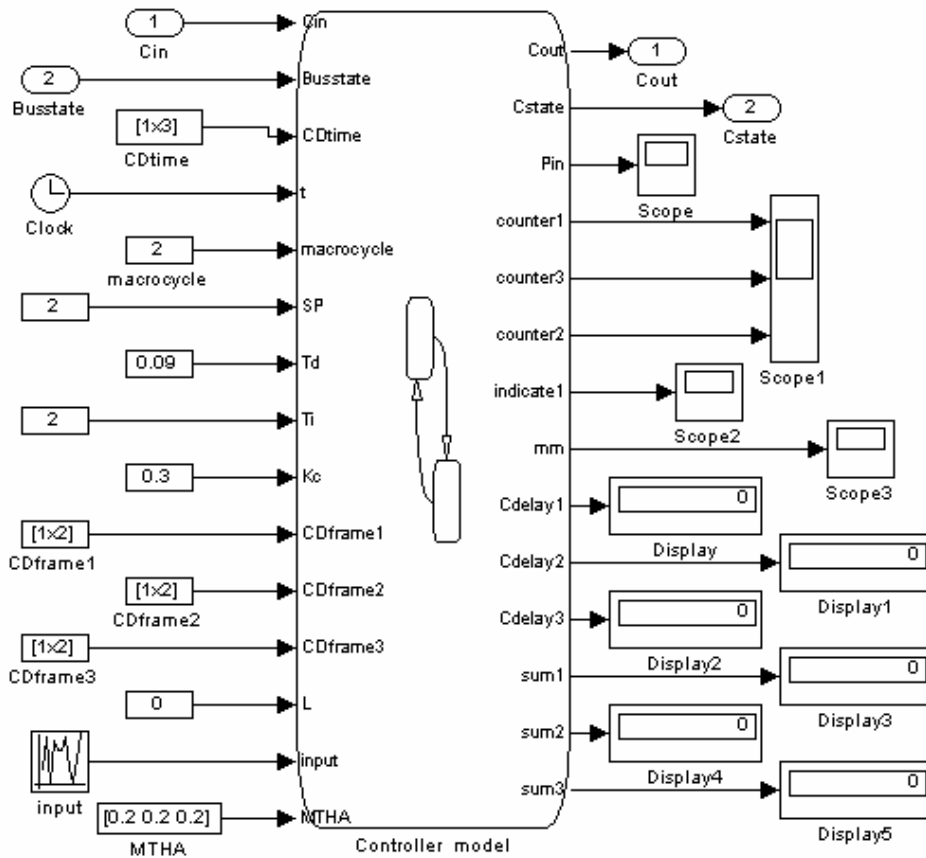 1
Cin
Cin
2
Busstate
Busstate
[1x3]
CDtime
CDtime
Clock
t
2
macrocycle
macrocycle
2
SP
0.09
Td
2
Ti
0.3
Kc
[1x2]
CDframe1
CDframe1
[1x2]
CDframe2
CDframe2
[1x2]
CDframe3
CDframe3
0
L
input
input
[0.2 0.2 0.2]
MTHA
MTHA
Controller model
Cout
1
Cout
Cstate
2
Cstate
Pin
Scope
counter1
counter3
counter2
Scope1
indicate1
Scope2
mm
Scope3
Cdelay1
0
Display
Cdelay2
0
Display1
Cdelay3
0
Display2
sum1
0
Display3
sum2
0
Display4
sum3
0
Display5